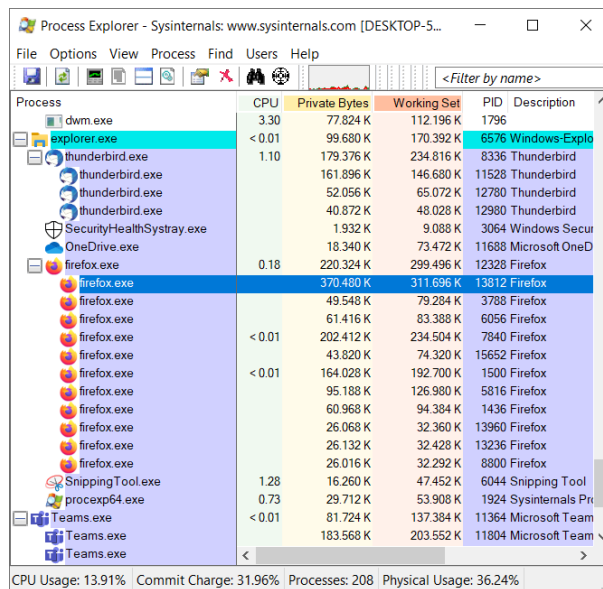 Process Explorer - Sysinternals: www.sysinternals.com [DESKTOP-5...
File Options View Process Find Users Help
<Filter by name>
Process CPU Private Bytes Working Set PID Description
dwm.exe 3.30 77.824 K 112.196 K 1796
explorer.exe < 0.01 99.680 K 170.392 K 6576 Windows-Explo
thunderbird.exe 1.10 179.376 K 234.816 K 8336 Thunderbird
thunderbird.exe 161.896 K 146.680 K 11528 Thunderbird
thunderbird.exe 52.056 K 65.072 K 12780 Thunderbird
thunderbird.exe 40.872 K 48.028 K 12980 Thunderbird
SecurityHealthSystray.exe 1.932 K 9.088 K 3064 Windows Secur
OneDrive.exe 18.340 K 73.472 K 11688 Microsoft OneD
firefox.exe 0.18 220.324 K 299.496 K 12328 Firefox
firefox.exe 370.480 K 311.696 K 13812 Firefox
firefox.exe 49.548 K 79.284 K 3788 Firefox
firefox.exe 61.416 K 83.388 K 6056 Firefox
firefox.exe < 0.01 202.412 K 234.504 K 7840 Firefox
firefox.exe 43.820 K 74.320 K 15652 Firefox
firefox.exe < 0.01 164.028 K 192.700 K 1500 Firefox
firefox.exe 95.188 K 126.980 K 5816 Firefox
firefox.exe 60.968 K 94.384 K 1436 Firefox
firefox.exe 26.068 K 32.360 K 13960 Firefox
firefox.exe 26.132 K 32.428 K 13236 Firefox
firefox.exe 26.016 K 32.292 K 8800 Firefox
SnippingTool.exe 1.28 16.260 K 47.452 K 6044 Snipping Tool
procexp64.exe 0.73 29.712 K 53.908 K 1924 Sysinternals Pro
Teams.exe < 0.01 81.724 K 137.384 K 11364 Microsoft Team
Teams.exe 183.568 K 203.552 K 11804 Microsoft Team
Teams.exe
CPU Usage: 13.91% Commit Charge: 31.96% Processes: 208 Physical Usage: 36.24%